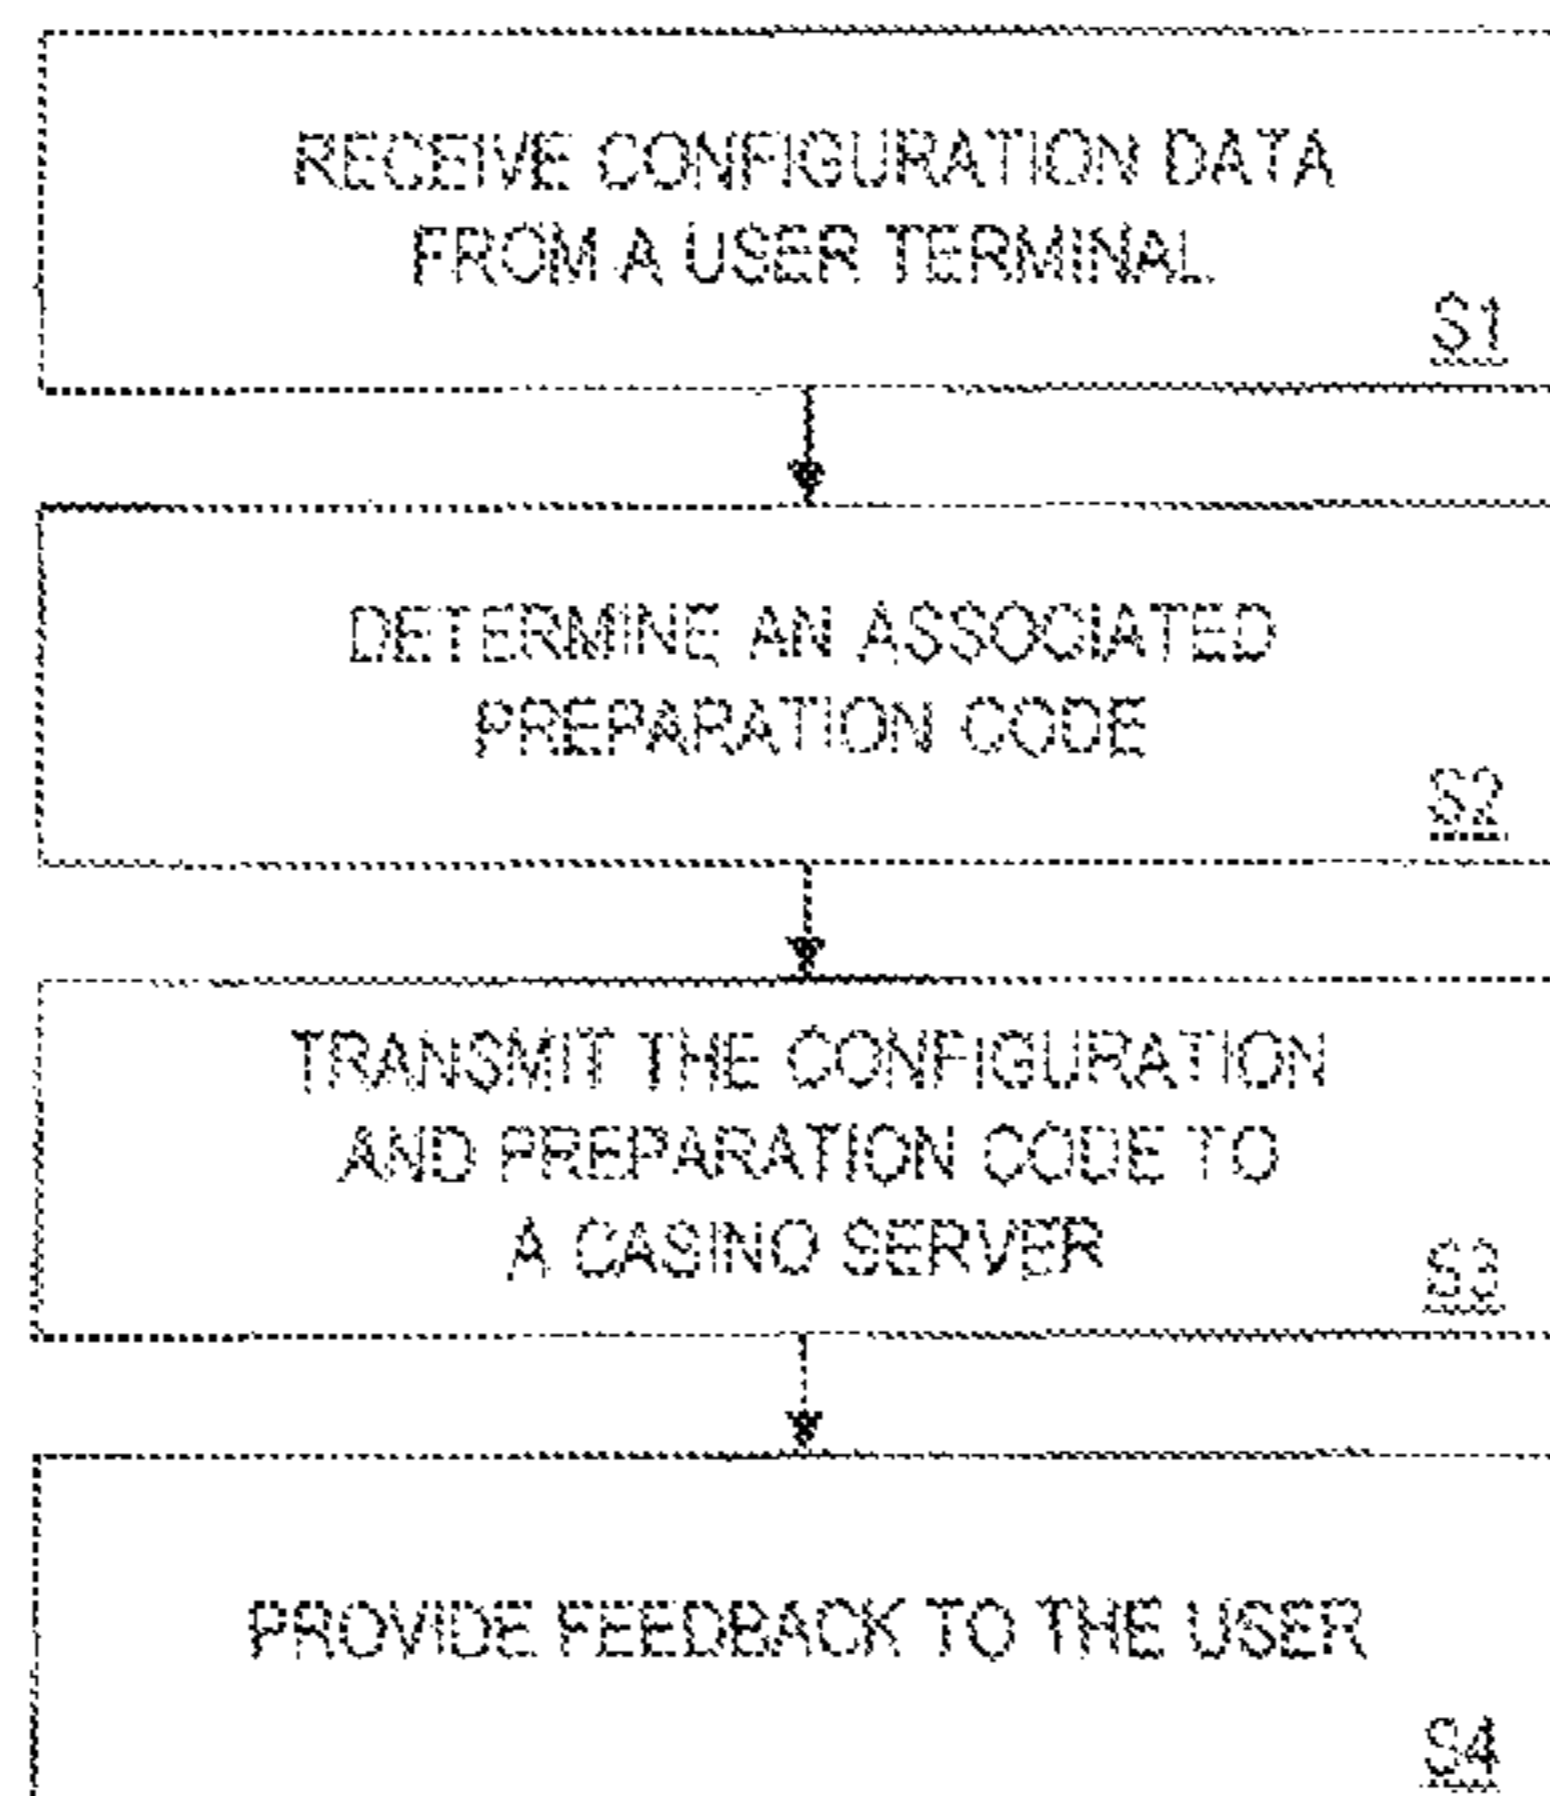 RECEIVE CONFIGURATION DATA
FROM A USER TERMINAL
S1
DETERMINE AN ASSOCIATED
PREPARATION CODE
S2
TRANSMIT THE CONFIGURATION
AND PREPARATION CODE TO
A CASINO SERVER
S3
PROVIDE FEEDBACK TO THE USER
S4